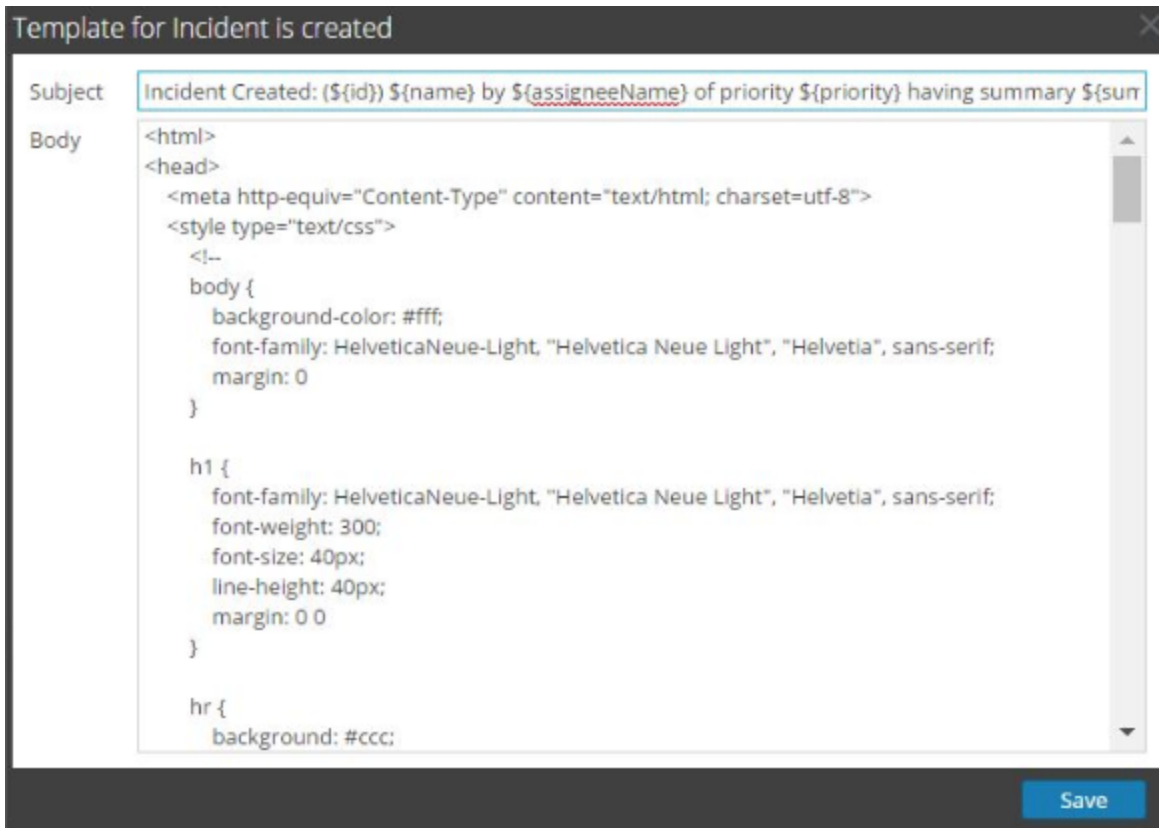 Template for Incident is created
Subject
Incident Created: (${id}) ${name} by ${assigneeName} of priority ${priority} having summary ${sum
Body
<html>
<head>
<meta http-equiv="Content-Type" content="text/html; charset=utf-8">
<style type="text/css">
<!--
body {
background-color: #fff;
font-family: HelveticaNeue-Light, "Helvetica Neue Light", "Helvetia", sans-serif;
margin: 0
}
h1 {
font-family: HelveticaNeue-Light, "Helvetica Neue Light", "Helvetia", sans-serif;
font-weight: 300;
font-size: 40px;
line-height: 40px;
margin: 0 0
}
hr {
background: #ccc;
Save